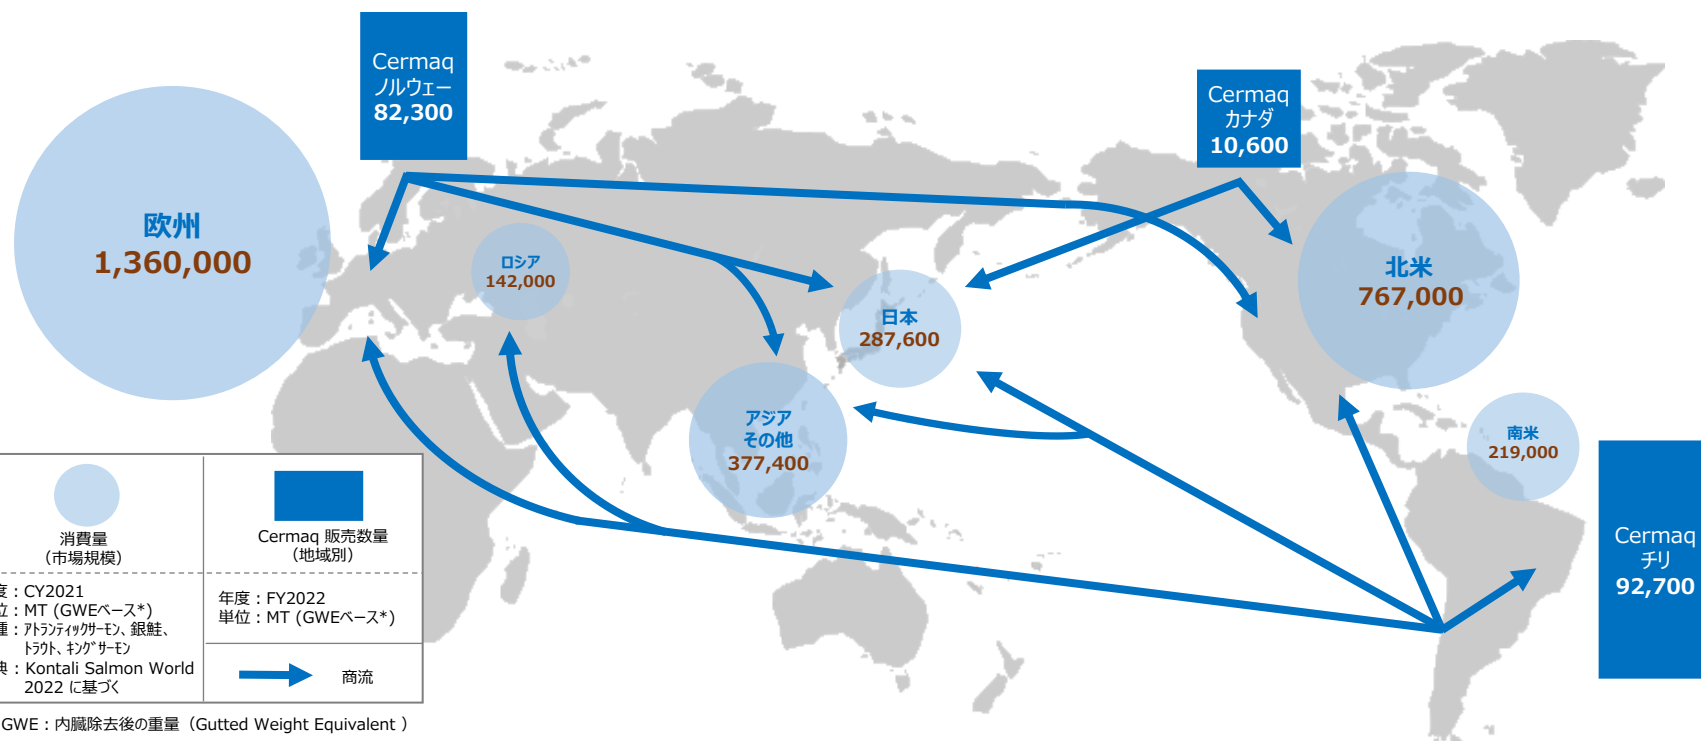 Cermaq
ノルウェー
82,300
Cermaq
カナダ
10,600
欧州
1,360,000
ロシア
142,000
日本
287,600
北米
767,000
アジア
その他
377,400
南米
219,000
Cermaq
チリ
92,700
消費量
（市場規模）
Cermaq 販売数量
（地域別）
度：CY2021
位：MT (GWEベース*)
種：ｱﾄﾗﾝﾃｨｯｸｻｰﾓﾝ、銀鮭、
ﾄﾗｳﾄ、ｷﾝｸﾞｻｰﾓﾝ
典：Kontali Salmon World
2022 に基づく
年度：FY2022
単位：MT (GWEベース*)
商流
GWE：内臓除去後の重量（Gutted Weight Equivalent ）